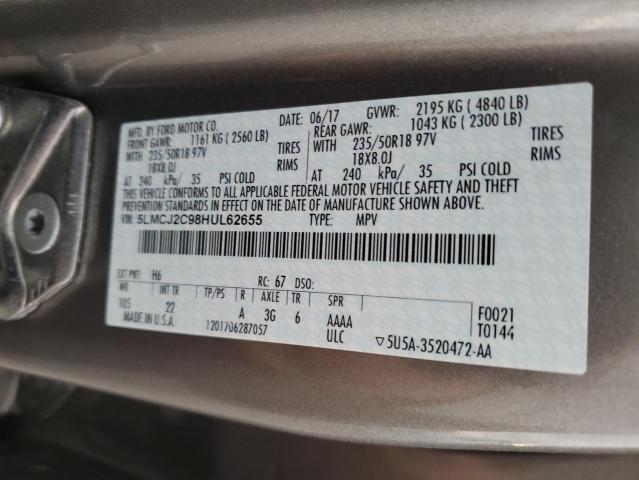 MFD. BY FORD MOTOR CO.
DATE: 06/17 GVWR: 2195 KG ( 4840 LB)
FRONT GAWR: 1161 KG ( 2560 LB)
REAR GAWR: 1043 KG ( 2300 LB)
WITH 235/50R18 97V TIRES
WITH 235/50R18 97V TIRES
18X8.0J RIMS
18X8.0J RIMS
AT 240 kPa/ 35 PSI COLD
AT 240 kPa/ 35 PSI COLD
THIS VEHICLE CONFORMS TO ALL APPLICABLE FEDERAL MOTOR VEHICLE SAFETY AND THEFT
PREVENTION STANDARDS IN EFFECT ON THE DATE OF MANUFACTURE SHOWN ABOVE.
VIN: 5LMCJ2C98HUL62655 TYPE: MPV
EXT PNT: H6 RC: 67 DSO:
WB INT TR TP/PS R AXLE TR SPR
105 22 A 3G 6 AAAA
MADE IN U.S.A. 1201706287057 ULC
F0021
T0144
▽5U5A-3520472-AA